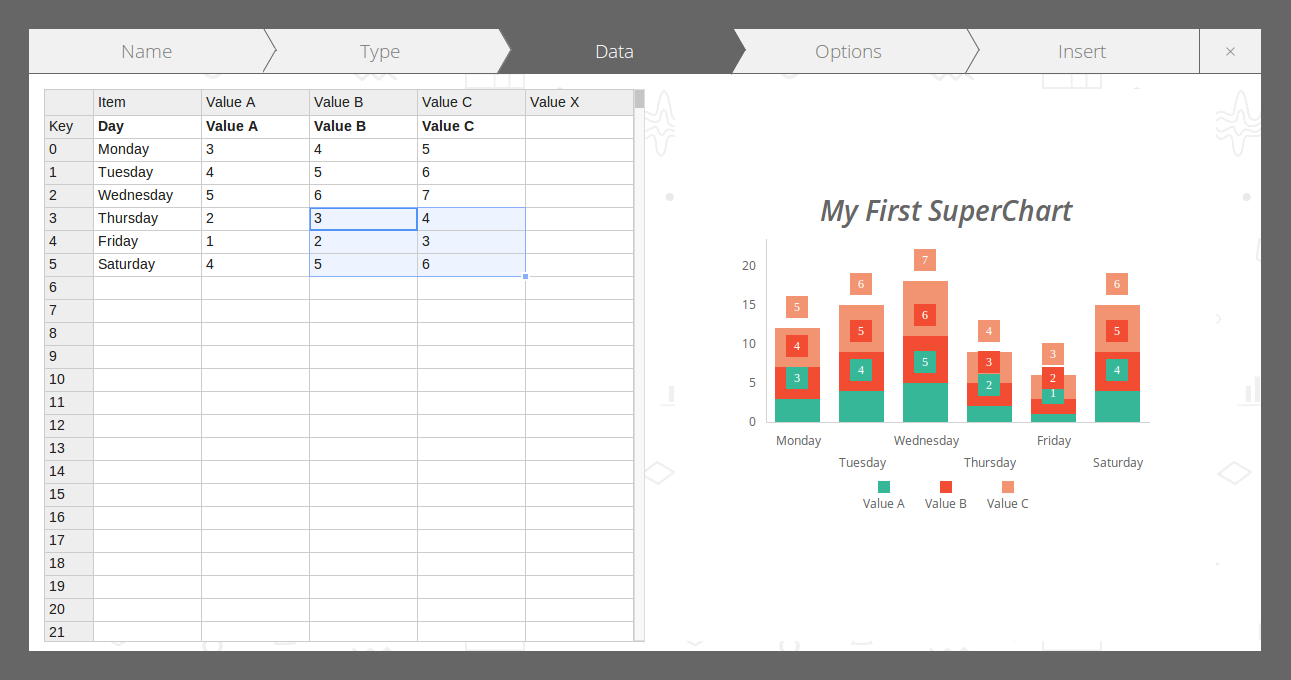 Name Type Data Options Insert ×
Item Value A Value B Value C Value X
Key Day Value A Value B Value C
0 Monday 3 4 5
1 Tuesday 4 5 6
2 Wednesday 5 6 7
3 Thursday 2 3 4
4 Friday 1 2 3
5 Saturday 4 5 6
6
7
8
9
10
11
12
13
14
15
16
17
18
19
20
21
My First SuperChart
20
15
10
5
0
5 6 7 4 3 6
4 5 6 3 2 5
3 4 5 2 1 4
Monday Wednesday Friday
Tuesday Thursday Saturday
Value A Value B Value C